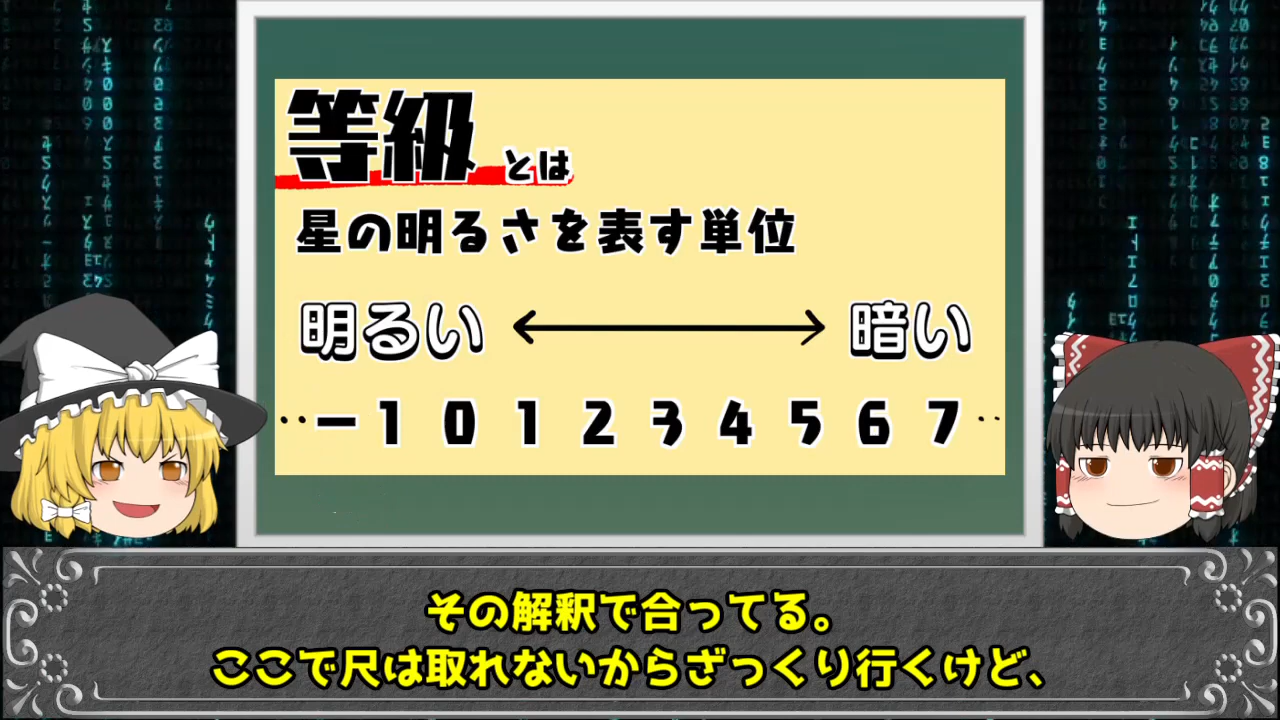 等級とは
星の明るさを表す単位
明るい ←→ 暗い
‥−1 0 1 2 3 4 5 6 7‥
その解釈で合ってる。
ここで尺は取れないからざっくり行くけど、